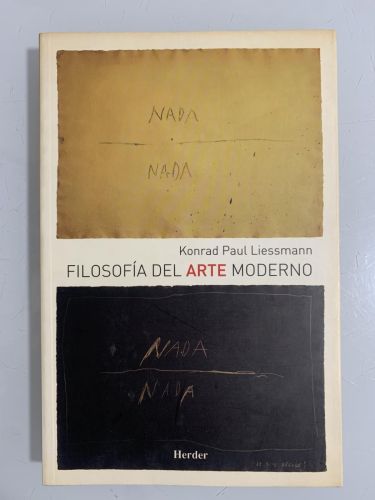 NADA
NADA
Konrad Paul Liessmann
FILOSOFÍA DEL ARTE MODERNO
NADA
NADA
Herder